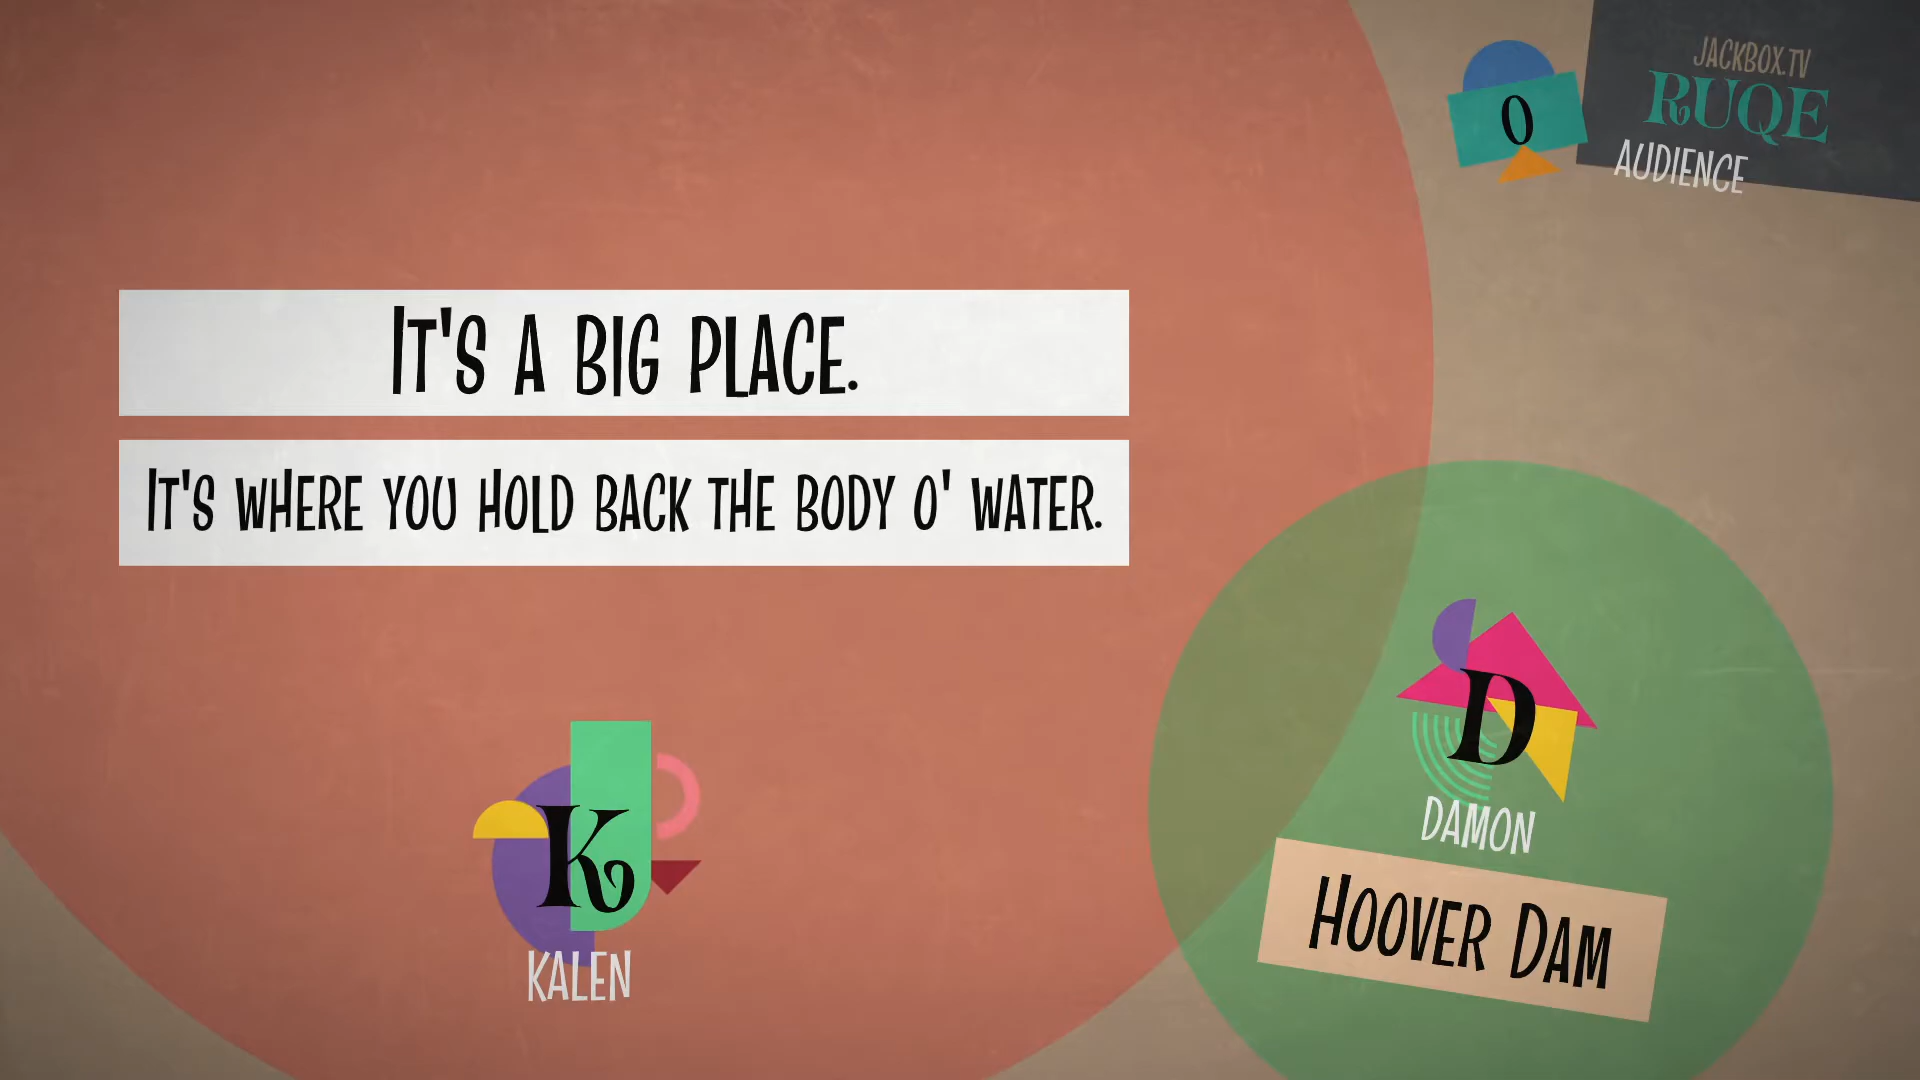 JACKBOX.TV
RUQE
0
AUDIENCE
It's a big place.
It's where you hold back the body o' water.
D
DAMON
Hoover Dam
K
KALEN